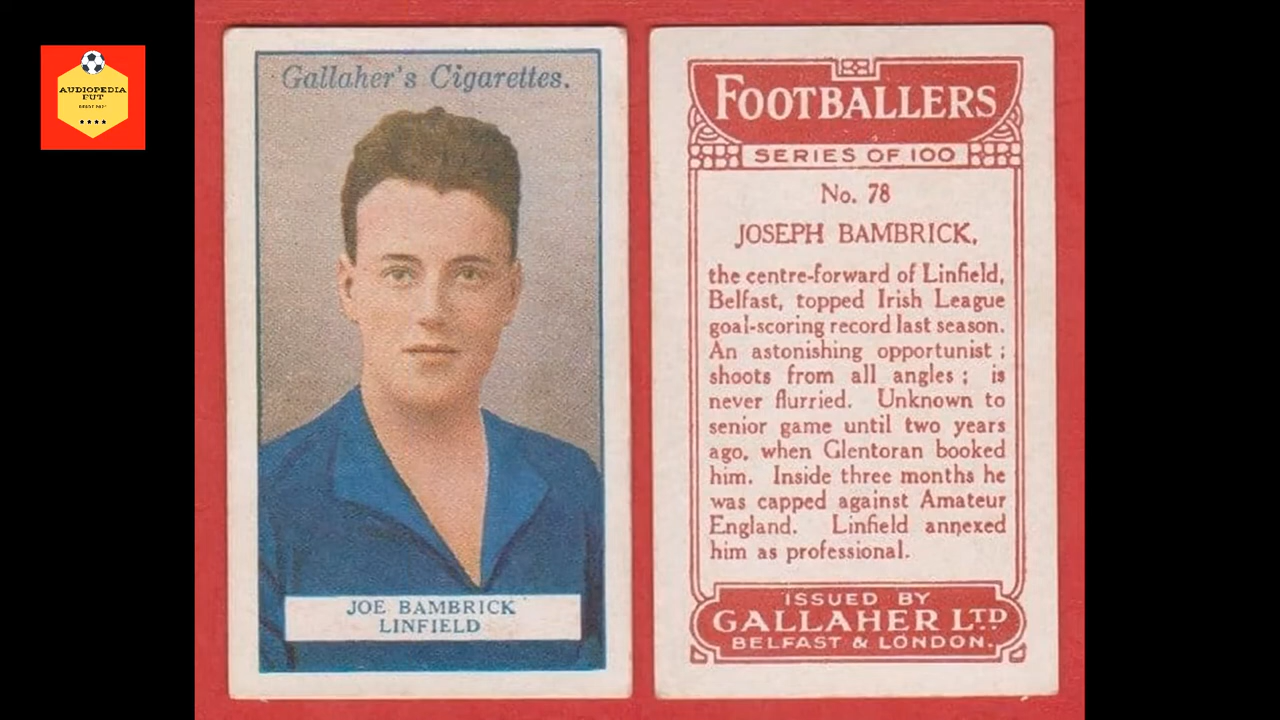 AUDIOPEDIA
FUT
Gallaher's Cigarettes.
JOE BAMBRICK
LINFIELD
FOOTBALLERS
SERIES OF 100
No. 78
JOSEPH BAMBRICK,
the centre-forward of Linfield,
Belfast, topped Irish League
goal-scoring record last season.
An astonishing opportunist ;
shoots from all angles ; is
never flurried. Unknown to
senior game until two years
ago, when Glentoran booked
him. Inside three months he
was capped against Amateur
England. Linfield annexed
him as professional.
ISSUED BY
GALLAHER LTD
BELFAST & LONDON.